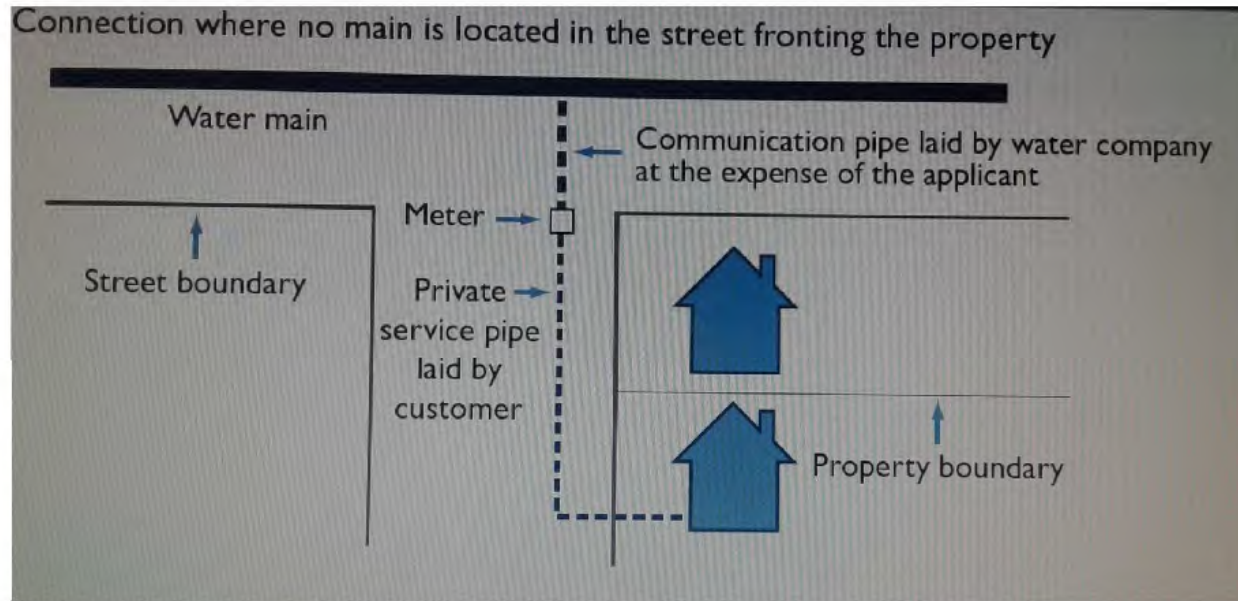 Connection where no main is located in the street fronting the property
Water main
Communication pipe laid by water company
at the expense of the applicant
Meter
Street boundary
Private
service pipe
laid by
customer
Property boundary